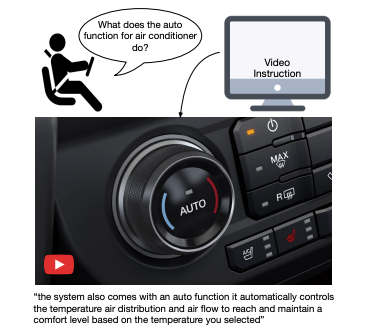 What does the auto
function for air conditioner
do?
Video
Instruction
MAX
AUTO
R
A/C
"the system also comes with an auto function it automatically controls
the temperature air distribution and air flow to reach and maintain a
comfort level based on the temperature you selected"